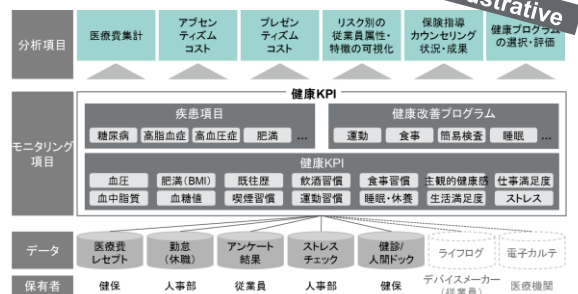 分析項目
医療費集計
アブセン
ティズム
コスト
プレゼン
ティズム
コスト
リスク別の
従業員属性・
特徴の可視化
保険指導
カウンセリング
状況・成果
健康プログラム
の選択・評価
モニタリング
項目
健康KPI
疾患項目
糖尿病 高脂血症 高血圧症 肥満 ...
健康改善プログラム
運動 食事 簡易検査 睡眠 ...
健康KPI
血圧 肥満(BMI) 既往歴 飲酒習慣 食事習慣 主観的健康感 仕事満足度
血中脂質 血糖値 喫煙習慣 運動習慣 睡眠・休養 生活満足度 ストレス
データ
医療費
レセプト
勤怠
(休職)
アンケート
結果
ストレス
チェック
健診/
人間ドック
ライフログ
電子カルテ
保有者
健保
人事部
従業員
人事部
健保
デバイスメーカー
(従業員)
医療機関